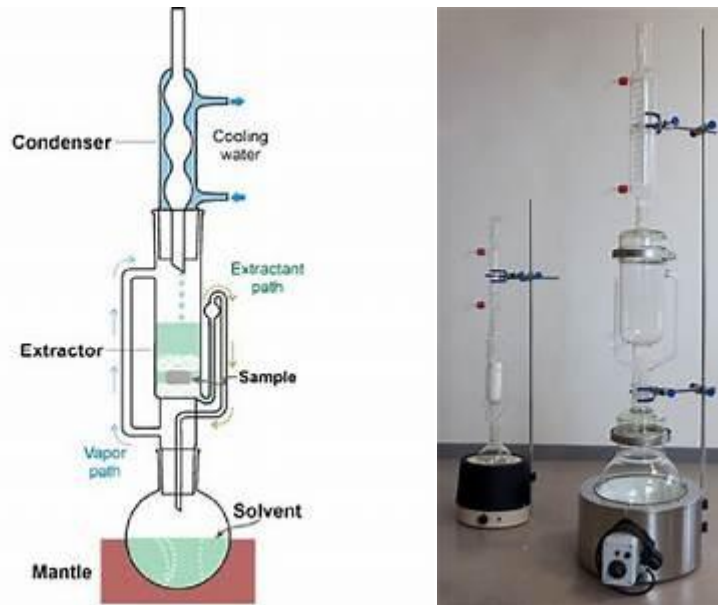 Condenser
Cooling
water
Extractant
path
Extractor
Sample
Vapor
path
Solvent
Mantle